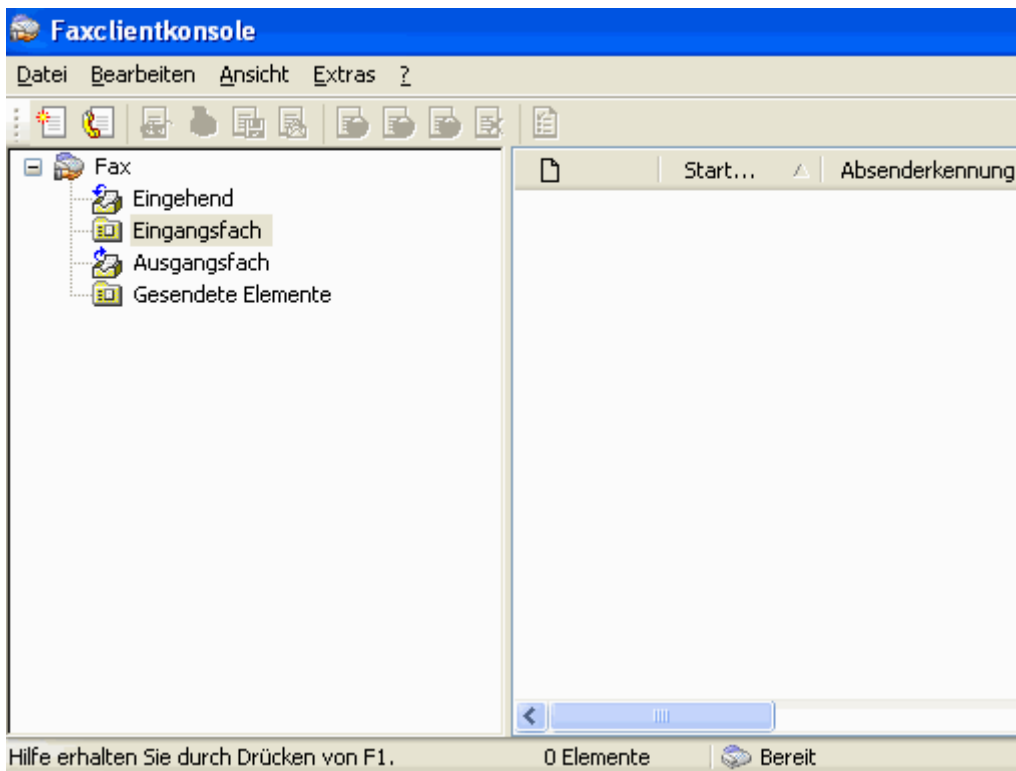 Faxclientkonsole
Datei Bearbeiten Ansicht Extras ?
Fax
Eingehend
Eingangsfach
Ausgangsfach
Gesendete Elemente
Start... Absenderkennung
Hilfe erhalten Sie durch Drücken von F1. 0 Elemente Bereit